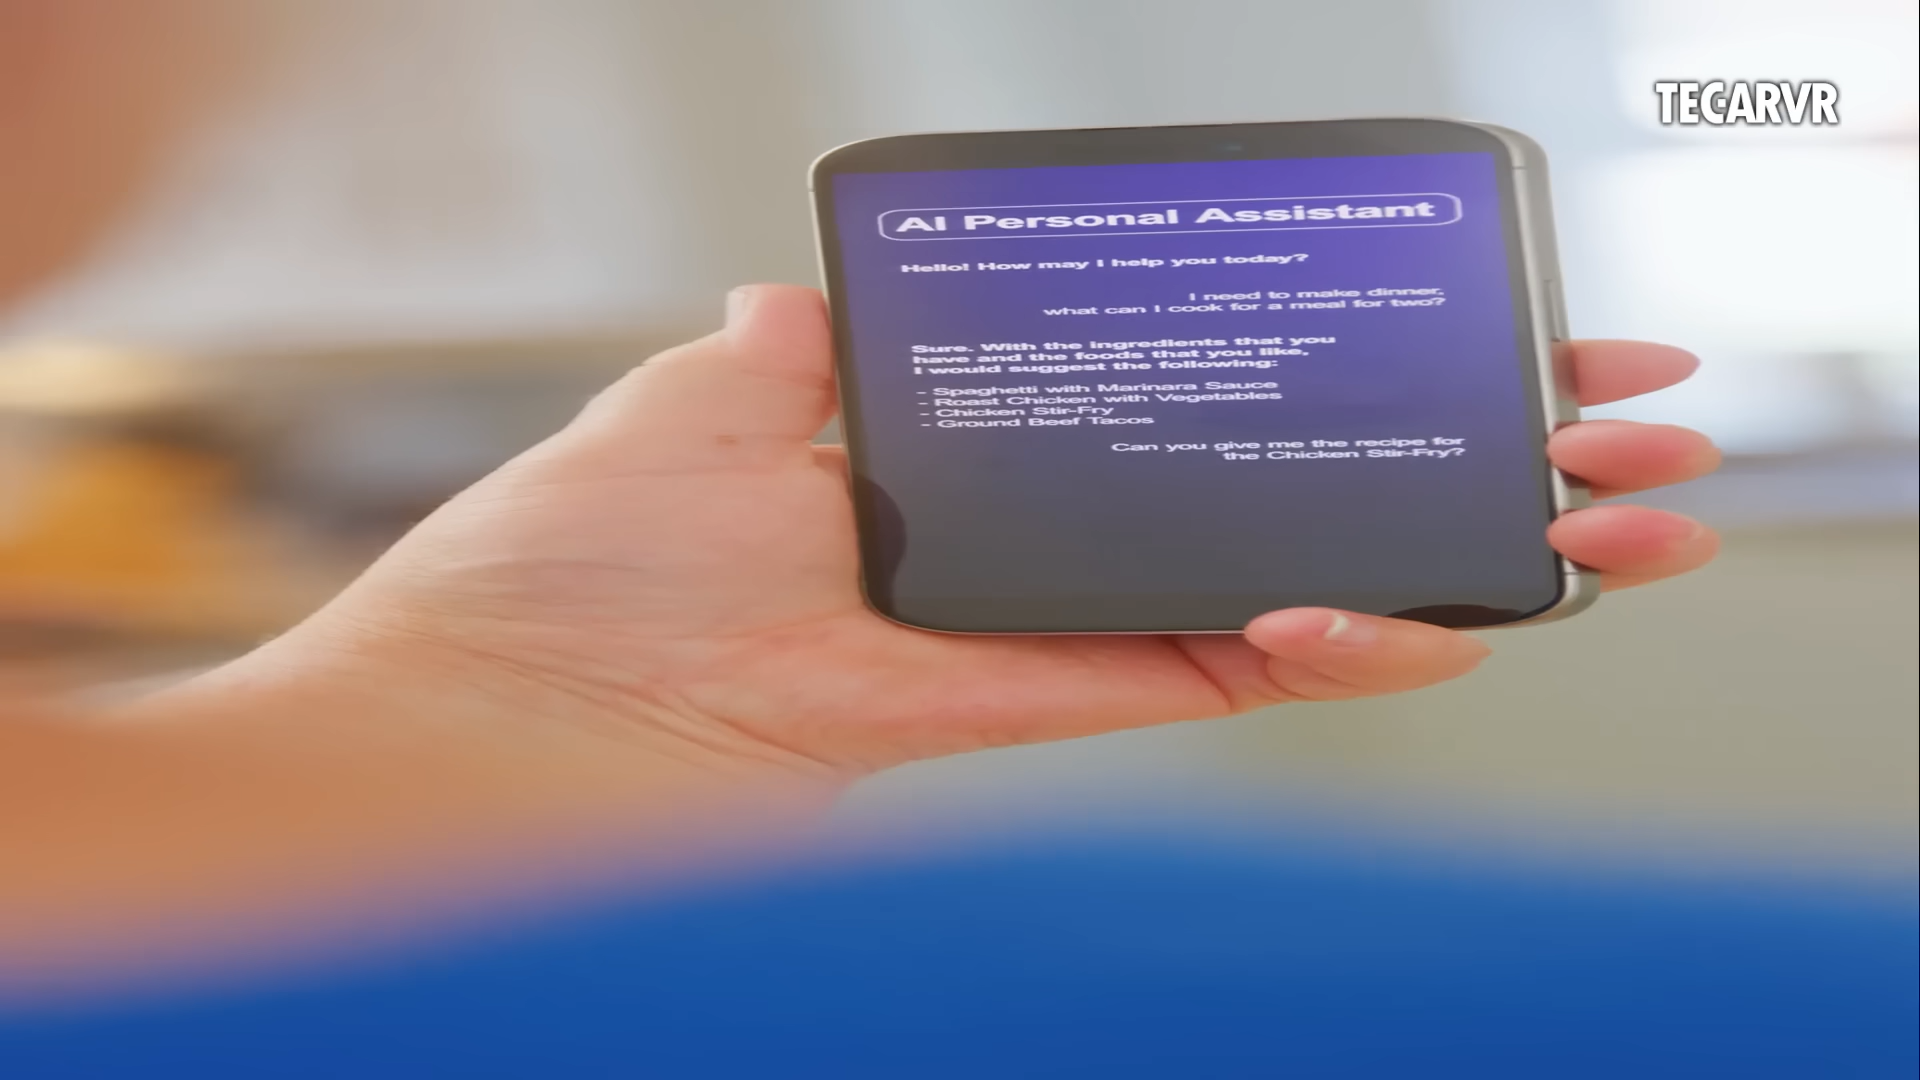 TECARVR
AI Personal Assistant
Hello! How may I help you today?
I need to make dinner,
what can I cook for a meal for two?
Sure. With the ingredients that you
have and the foods that you like,
I would suggest the following:
- Spaghetti with Marinara Sauce
- Roast Chicken with Vegetables
- Chicken Stir-Fry
- Ground Beef Tacos
Can you give me the recipe for
the Chicken Stir-Fry?